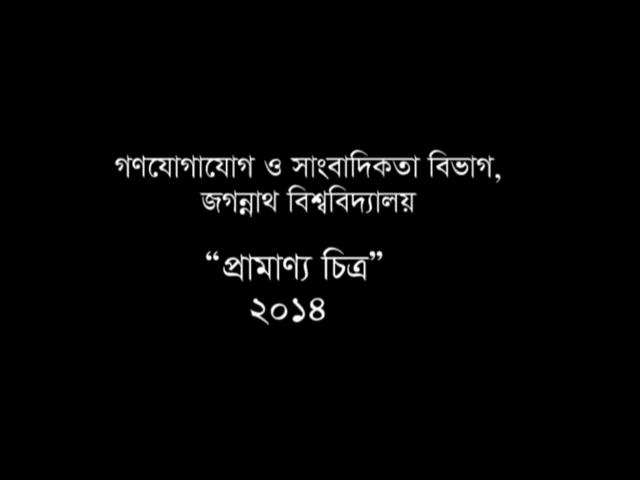 গণযোগাযোগ ও সাংবাদিকতা বিভাগ,
জগন্নাথ বিশ্ববিদ্যালয়
“প্রামাণ্য চিত্র”
২০১৪